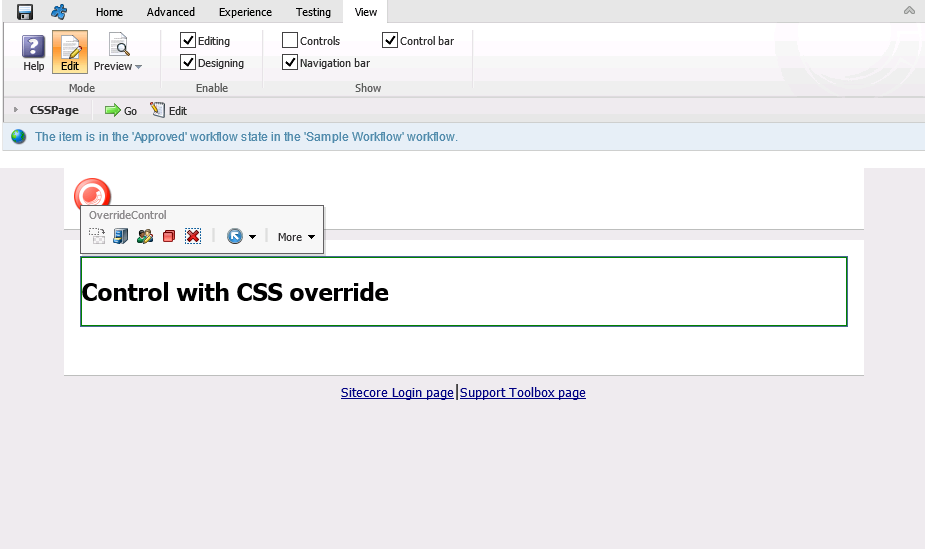 Home Advanced Experience Testing View
Editing Controls Control bar
Help Edit Preview Designing Navigation bar
Mode Enable Show
CSSPage Go Edit
The item is in the 'Approved' workflow state in the 'Sample Workflow' workflow.
OverrideControl
More
Control with CSS override
Sitecore Login page|Support Toolbox page